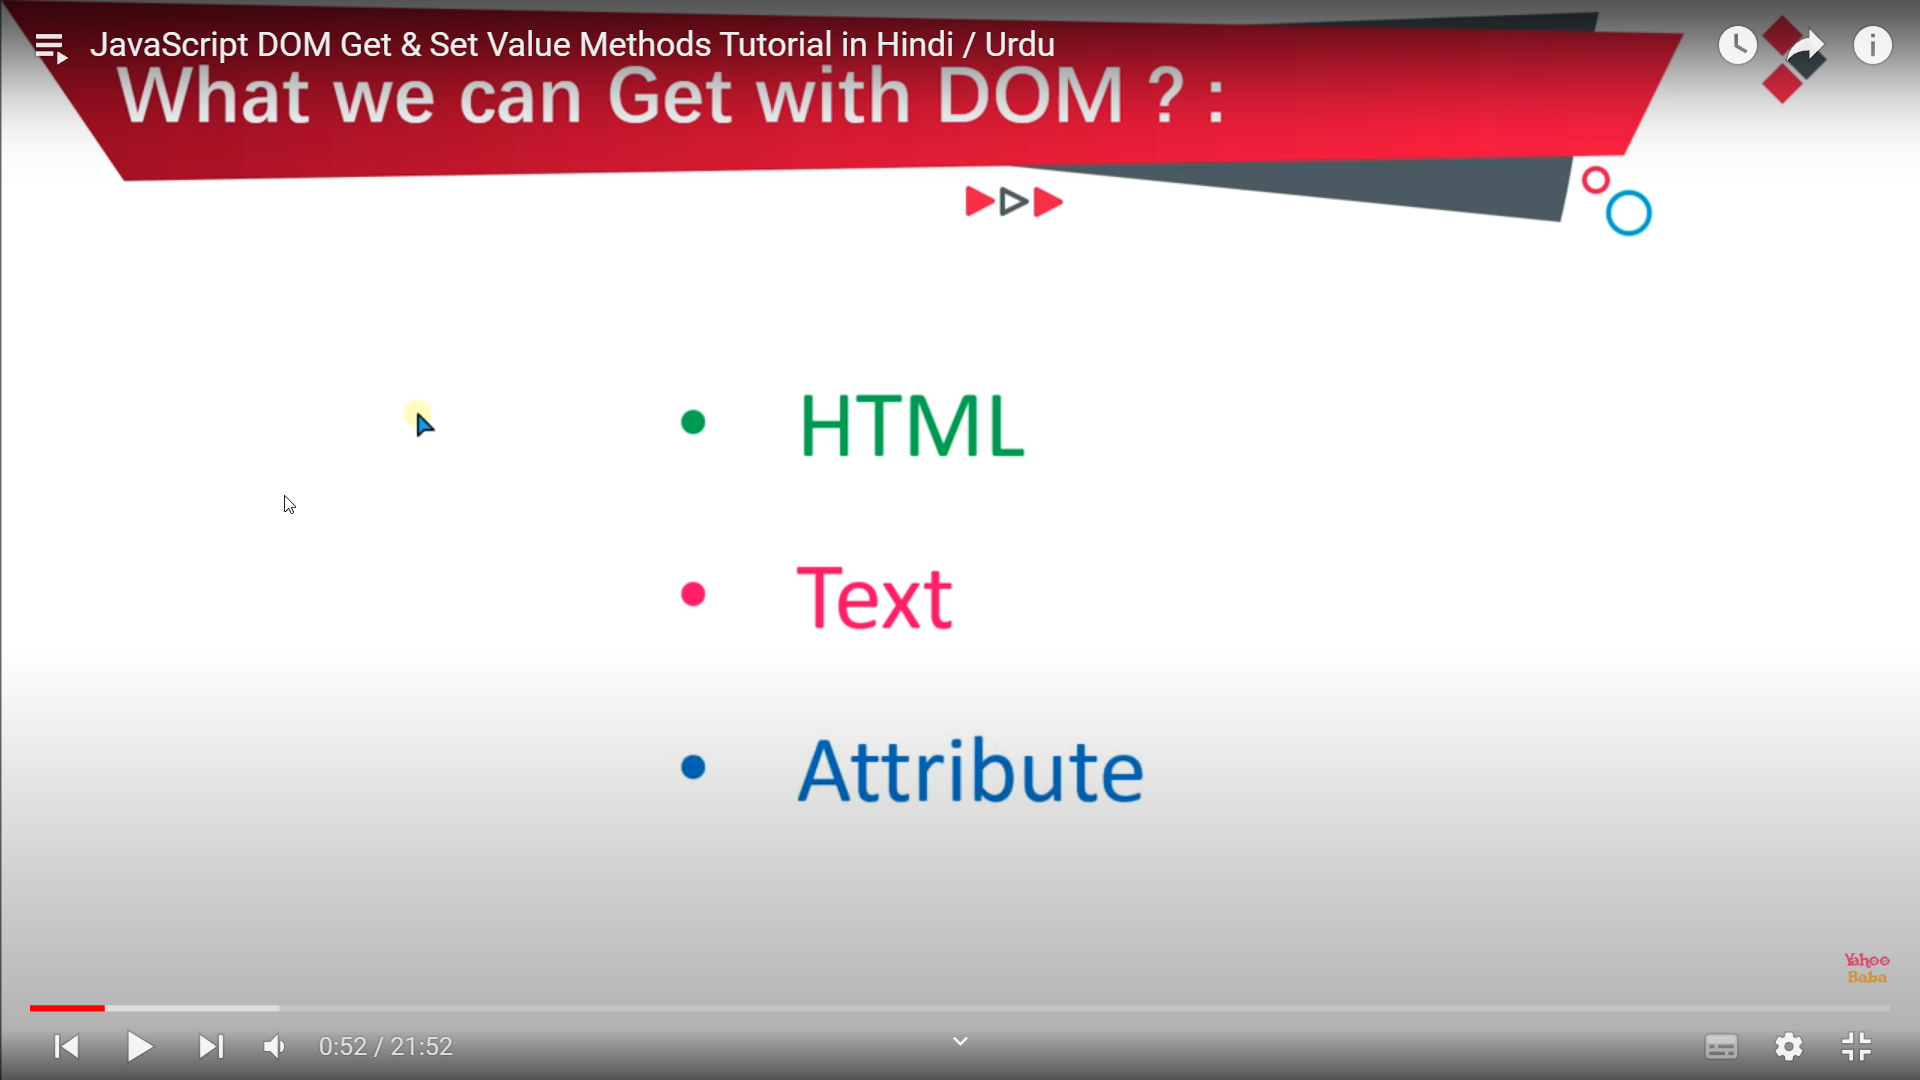 JavaScript DOM Get & Set Value Methods Tutorial in Hindi / Urdu
What we can Get with DOM ? :
• HTML
• Text
• Attribute
Yahoo
Baba
0:52 / 21:52